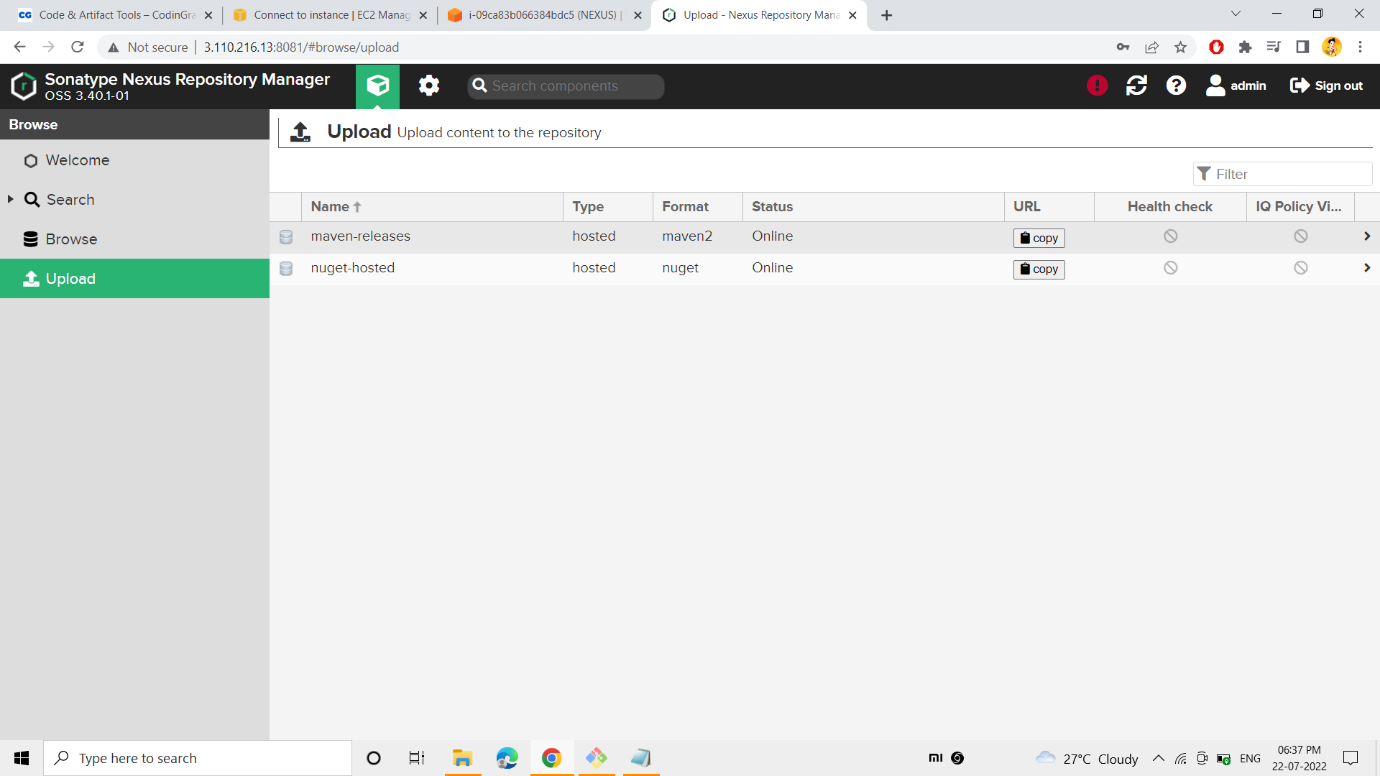 CG Code & Artifact Tools – CodinGra
Connect to instance | EC2 Manag
i-09ca83b066384bdc5 (NEXUS) |
Upload - Nexus Repository Mana
Not secure | 3.110.216.13:8081/#browse/upload
Sonatype Nexus Repository Manager
OSS 3.40.1-01
Search components
admin
Sign out
Browse
Welcome
Search
Browse
Upload
Upload Upload content to the repository
Filter
Name Type Format Status URL Health check IQ Policy Vi...
maven-releases hosted maven2 Online copy
nuget-hosted hosted nuget Online copy
Type here to search
27°C Cloudy
ENG
06:37 PM
22-07-2022